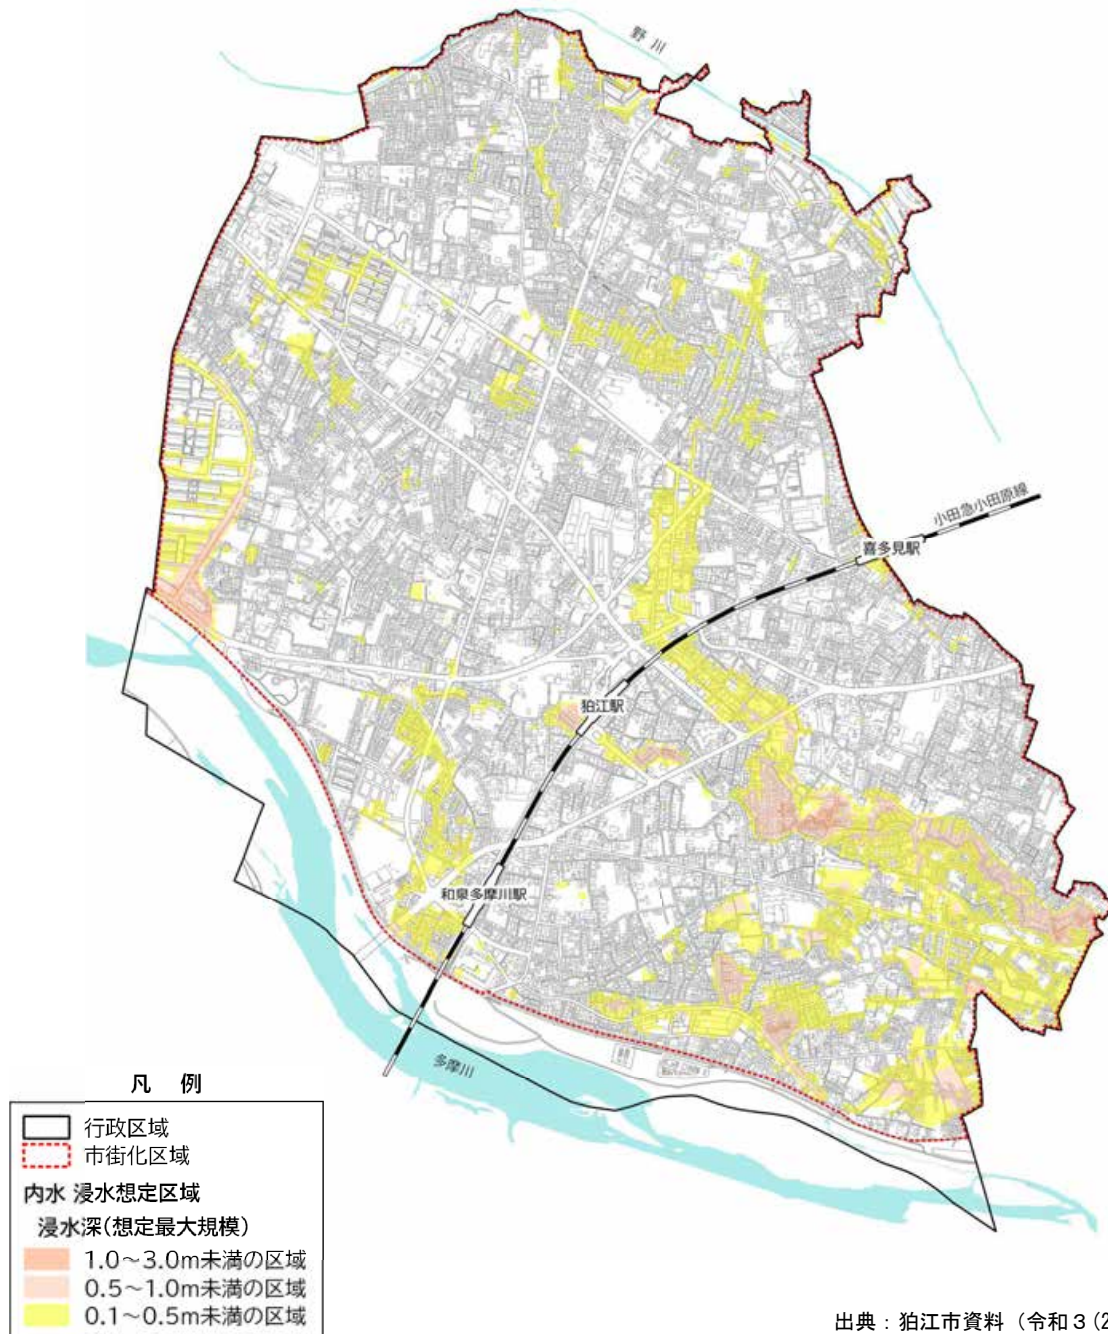 野川
小田急小田原線
喜多見駅
狛江駅
和泉多摩川駅
多摩川
凡 例
行政区域
市街化区域
内水 浸水想定区域
浸水深(想定最大規模)
1.0~3.0m未満の区域
0.5~1.0m未満の区域
0.1~0.5m未満の区域
出典：狛江市資料（令和3(2